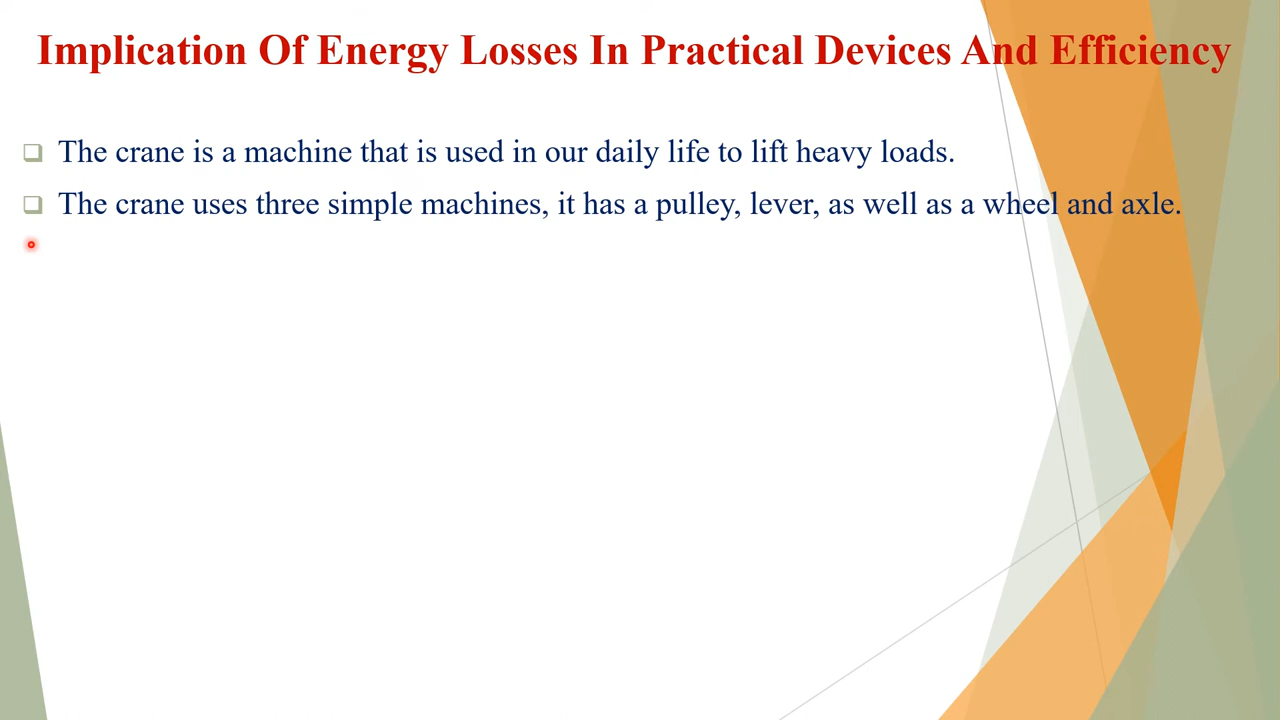 Implication Of Energy Losses In Practical Devices And Efficiency
The crane is a machine that is used in our daily life to lift heavy loads.
The crane uses three simple machines, it has a pulley, lever, as well as a wheel and axle.